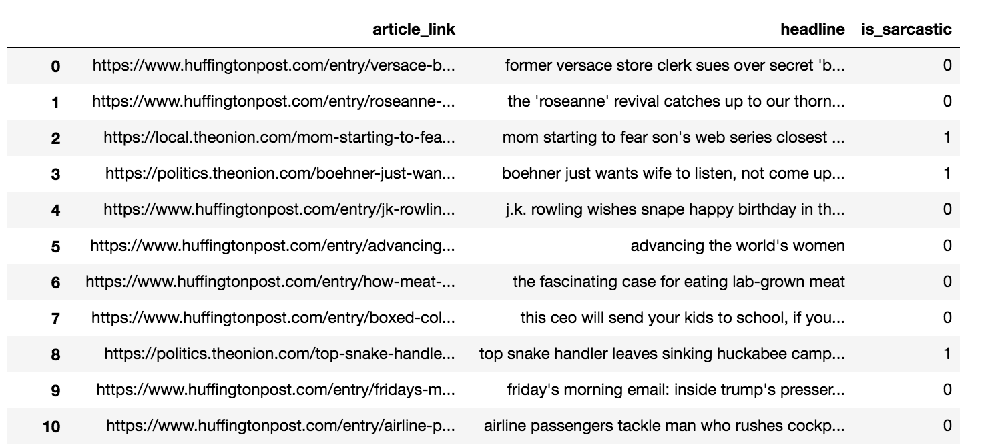 article_link headline is_sarcastic
0 https://www.huffingtonpost.com/entry/versace-b... former versace store clerk sues over secret 'b... 0
1 https://www.huffingtonpost.com/entry/roseanne-... the 'roseanne' revival catches up to our thorn... 0
2 https://local.theonion.com/mom-starting-to-fea... mom starting to fear son's web series closest ... 1
3 https://politics.theonion.com/boehner-just-wan... boehner just wants wife to listen, not come up... 1
4 https://www.huffingtonpost.com/entry/jk-rowlin... j.k. rowling wishes snape happy birthday in th... 0
5 https://www.huffingtonpost.com/entry/advancing... advancing the world's women 0
6 https://www.huffingtonpost.com/entry/how-meat-... the fascinating case for eating lab-grown meat 0
7 https://www.huffingtonpost.com/entry/boxed-col... this ceo will send your kids to school, if you... 0
8 https://politics.theonion.com/top-snake-handle... top snake handler leaves sinking huckabee camp... 1
9 https://www.huffingtonpost.com/entry/fridays-m... friday's morning email: inside trump's presser... 0
10 https://www.huffingtonpost.com/entry/airline-p... airline passengers tackle man who rushes cockp... 0